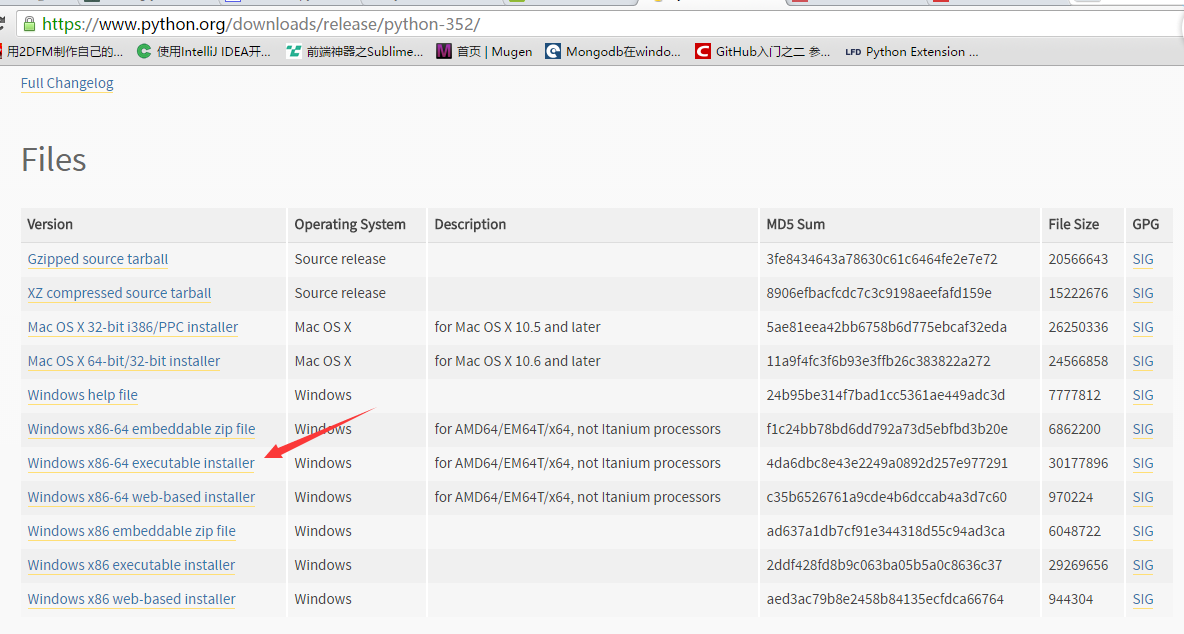 https://www.python.org/downloads/release/python-352/
用2DFM制作自己的... 使用IntelliJ IDEA开... 前端神器之Sublime... 首页 | Mugen Mongodb在windo... GitHub入门之二 参... LFD Python Extension ...
Full Changelog
Files
Version Operating System Description MD5 Sum File Size GPG
Gzipped source tarball Source release 3fe8434643a78630c61c6464fe2e7e72 20566643 SIG
XZ compressed source tarball Source release 8906efbacfcdc7c3c9198aeefafd159e 15222676 SIG
Mac OS X 32-bit i386/PPC installer Mac OS X for Mac OS X 10.5 and later 5ae81eea42bb6758b6d775ebcaf32eda 26250336 SIG
Mac OS X 64-bit/32-bit installer Mac OS X for Mac OS X 10.6 and later 11a9f4fc3f6b93e3ffb26c383822a272 24566858 SIG
Windows help file Windows 24b95be314f7bad1cc5361ae449adc3d 7777812 SIG
Windows x86-64 embeddable zip file Windows for AMD64/EM64T/x64, not Itanium processors f1c24bb78bd6dd792a73d5ebfbd3b20e 6862200 SIG
Windows x86-64 executable installer Windows for AMD64/EM64T/x64, not Itanium processors 4da6dbc8e43e2249a0892d257e977291 30177896 SIG
Windows x86-64 web-based installer Windows for AMD64/EM64T/x64, not Itanium processors c35b6526761a9cde4b6dccab4a3d7c60 970224 SIG
Windows x86 embeddable zip file Windows ad637a1db7cf91e344318d55c94ad3ca 6048722 SIG
Windows x86 executable installer Windows 2ddf428fd8b9c063ba05b5a0c8636c37 29269656 SIG
Windows x86 web-based installer Windows aed3ac79b8e2458b84135ecfdca66764 944304 SIG